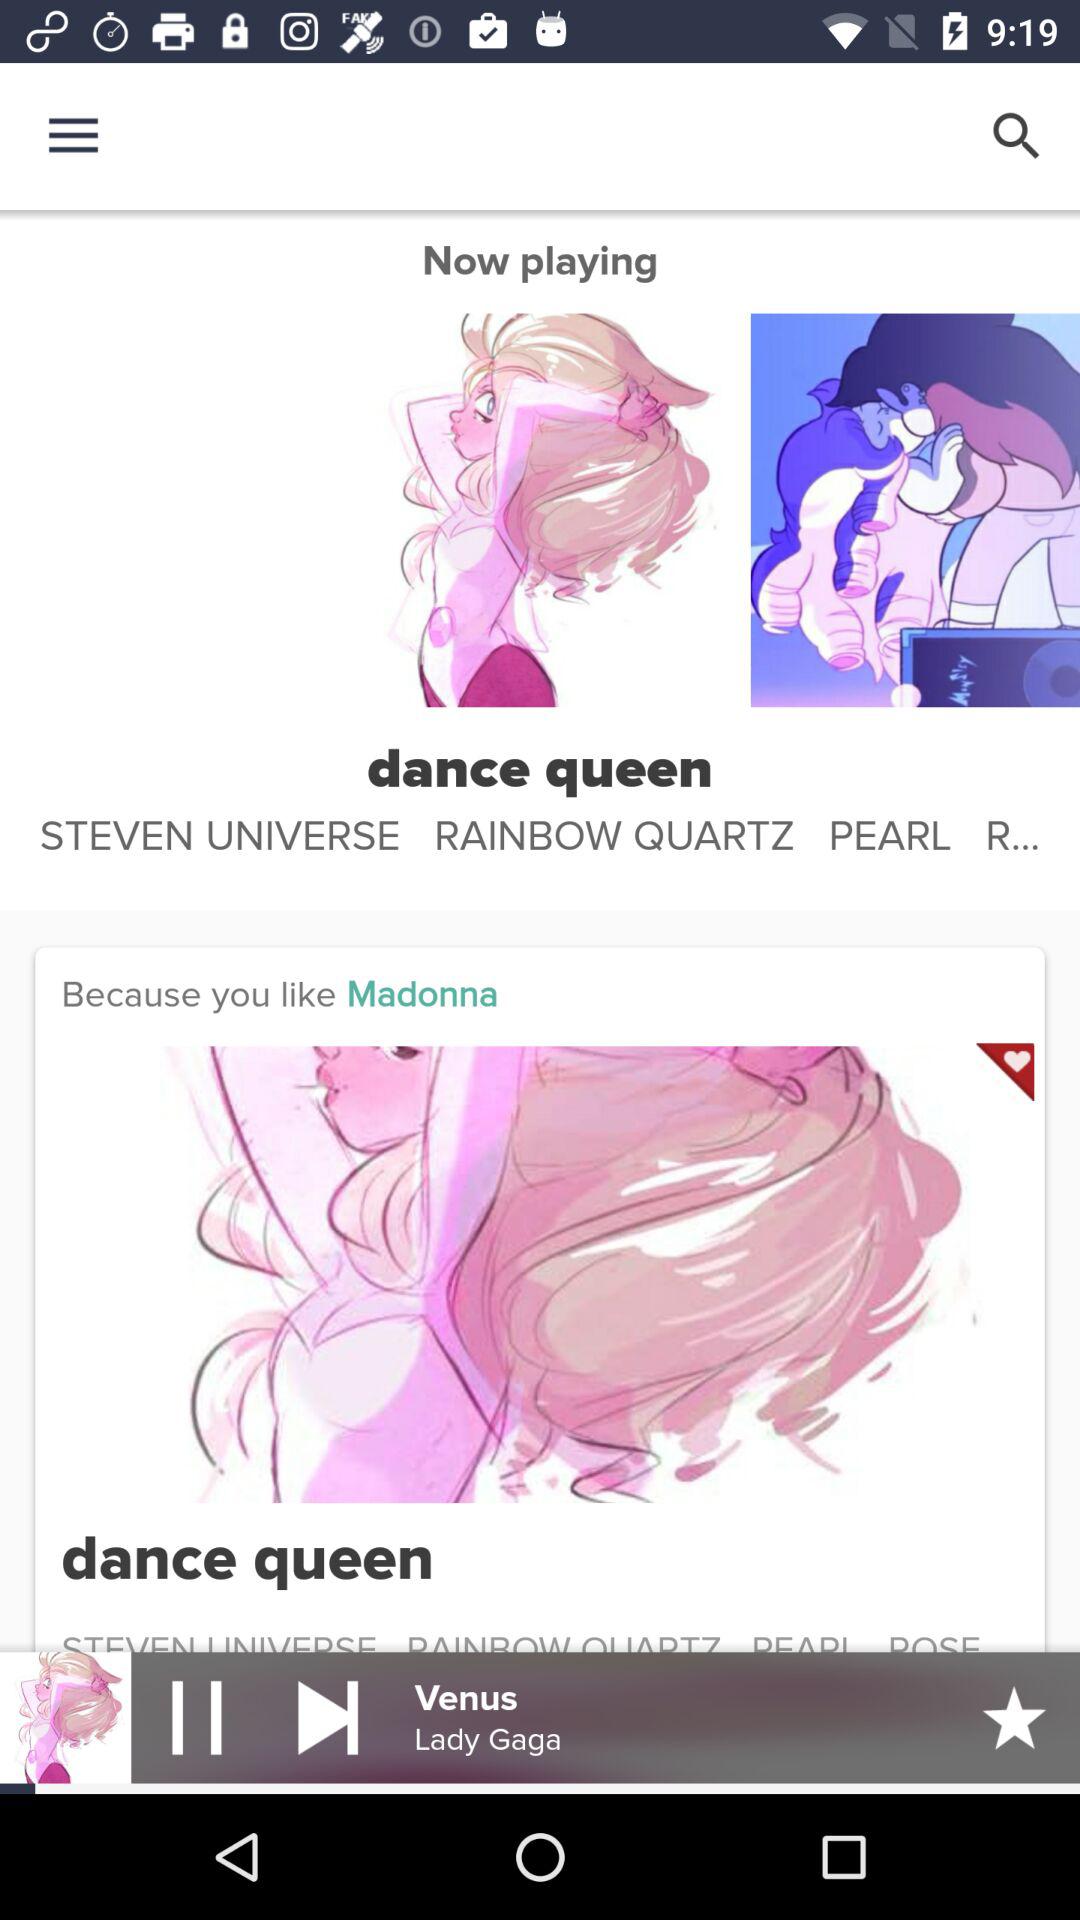 FAKE
9:19
Now playing
dance queen
STEVEN UNIVERSE RAINBOW QUARTZ PEARL R...
Because you like Madonna
dance queen
STEVEN UNIVERSE RAINBOW QUARTZ PEARL ROSE
Venus
Lady Gaga